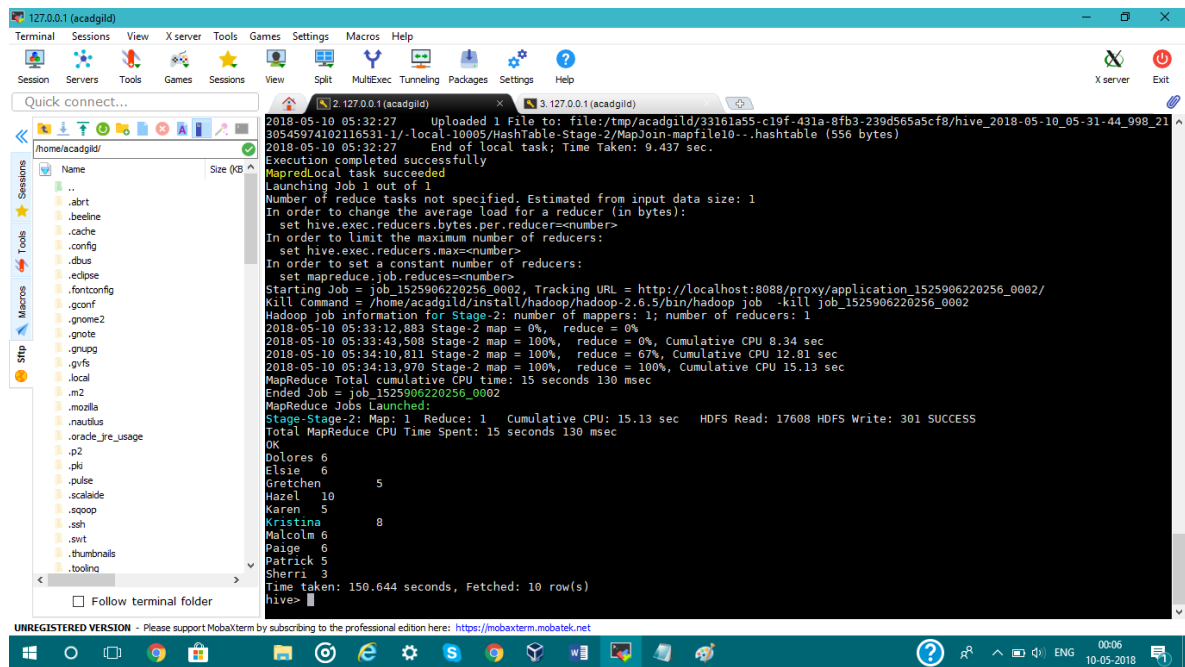 127.0.0.1 (acadgild)
Terminal Sessions View X server Tools Games Settings Macros Help
Session Servers Tools Games Sessions View Split MultiExec Tunneling Packages Settings Help X server Exit
Quick connect...
2. 127.0.0.1 (acadgild)
3. 127.0.0.1 (acadgild)
/home/acadgild/
Name Size (KB
..
.abrt
.beeline
.cache
.config
.dbus
.eclipse
.fontconfig
.gconf
.gnome2
.gnote
.gnupg
.gvfs
.local
.m2
.mozilla
.nautilus
.oracle_jre_usage
.p2
.pki
.pulse
.scalaide
.sqoop
.ssh
.swt
.thumbnails
.tooling
Follow terminal folder
Sessions
Tools
Macros
Sftp
2018-05-10 05:32:27 Uploaded 1 File to: file:/tmp/acadgild/33161a55-c19f-431a-8fb3-239d565a5cf8/hive_2018-05-10_05-31-44_998_21
30545974102116531-1/-local-10005/HashTable-Stage-2/MapJoin-mapfile10--.hashtable (556 bytes)
2018-05-10 05:32:27 End of local task; Time Taken: 9.437 sec.
Execution completed successfully
MapredLocal task succeeded
Launching Job 1 out of 1
Number of reduce tasks not specified. Estimated from input data size: 1
In order to change the average load for a reducer (in bytes):
set hive.exec.reducers.bytes.per.reducer=<number>
In order to limit the maximum number of reducers:
set hive.exec.reducers.max=<number>
In order to set a constant number of reducers:
set mapreduce.job.reduces=<number>
Starting Job = job_1525906220256_0002, Tracking URL = http://localhost:8088/proxy/application_1525906220256_0002/
Kill Command = /home/acadgild/install/hadoop/hadoop-2.6.5/bin/hadoop job -kill job_1525906220256_0002
Hadoop job information for Stage-2: number of mappers: 1; number of reducers: 1
2018-05-10 05:33:12,883 Stage-2 map = 0%, reduce = 0%
2018-05-10 05:33:43,508 Stage-2 map = 100%, reduce = 0%, Cumulative CPU 8.34 sec
2018-05-10 05:34:10,811 Stage-2 map = 100%, reduce = 67%, Cumulative CPU 12.81 sec
2018-05-10 05:34:13,970 Stage-2 map = 100%, reduce = 100%, Cumulative CPU 15.13 sec
MapReduce Total cumulative CPU time: 15 seconds 130 msec
Ended Job = job_1525906220256_0002
MapReduce Jobs Launched:
Stage-Stage-2: Map: 1 Reduce: 1 Cumulative CPU: 15.13 sec HDFS Read: 17608 HDFS Write: 301 SUCCESS
Total MapReduce CPU Time Spent: 15 seconds 130 msec
OK
Dolores 6
Elsie 6
Gretchen 5
Hazel 10
Karen 5
Kristina 8
Malcolm 6
Paige 6
Patrick 5
Sherri 3
Time taken: 150.644 seconds, Fetched: 10 row(s)
hive>
UNREGISTERED VERSION - Please support MobaXterm by subscribing to the professional edition here: https://mobaxterm.mobatek.net
ENG
00:06
10-05-2018